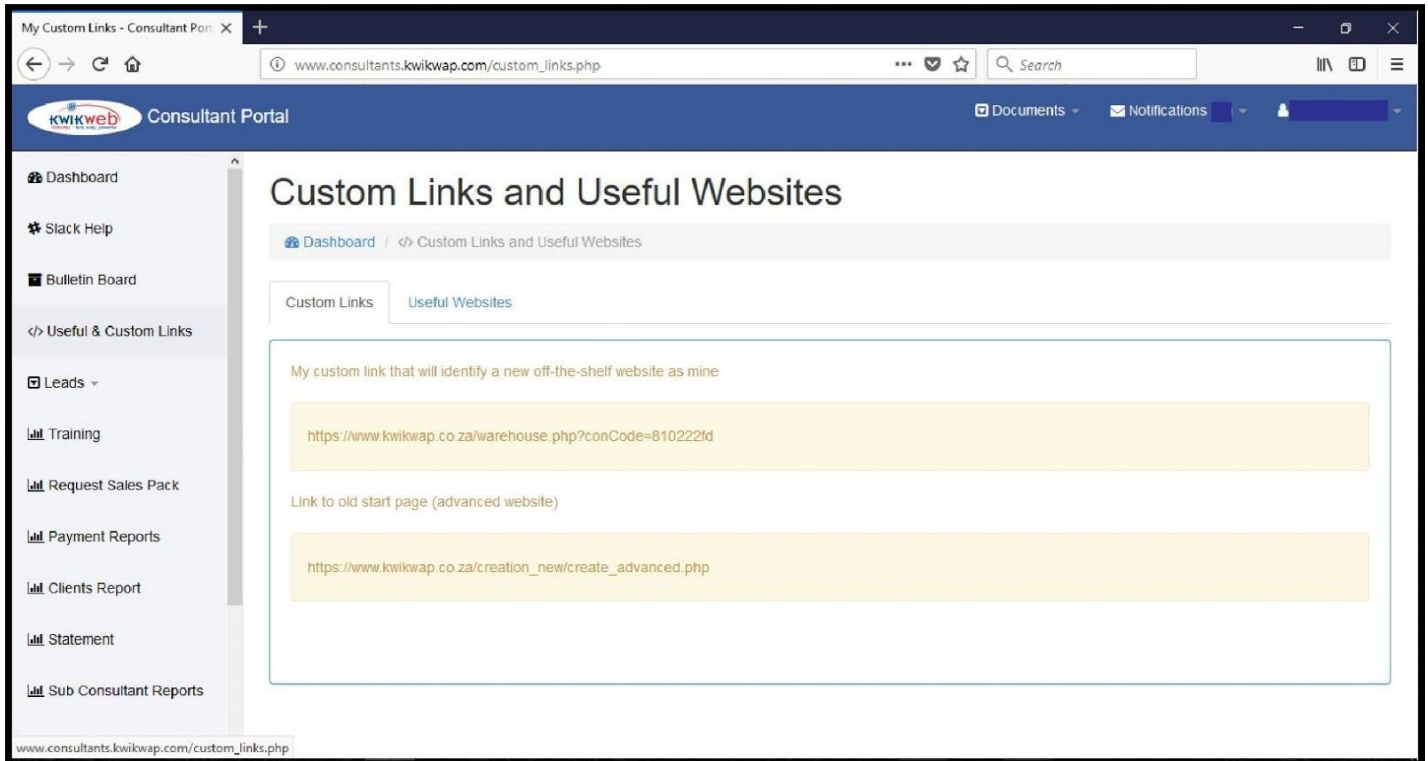 My Custom Links - Consultant Port
www.consultants.kwikwap.com/custom_links.php
Search
KWIKWeb
Consultant Portal
Documents
Notifications
Dashboard
Slack Help
Bulletin Board
</> Useful & Custom Links
Leads
Training
Request Sales Pack
Payment Reports
Clients Report
Statement
Sub Consultant Reports
Custom Links and Useful Websites
Dashboard / </> Custom Links and Useful Websites
Custom Links Useful Websites
My custom link that will identify a new off-the-shelf website as mine
https://www.kwikwap.co.za/warehouse.php?conCode=810222fd
Link to old start page (advanced website)
https://www.kwikwap.co.za/creation_new/create_advanced.php
www.consultants.kwikwap.com/custom_links.php